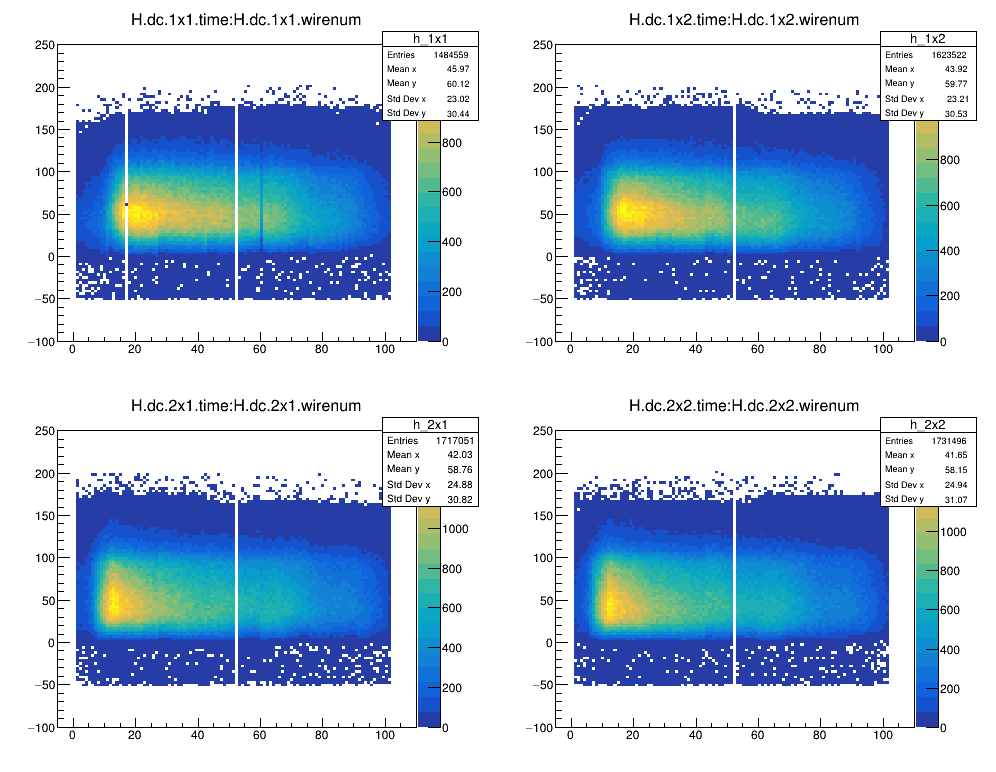 H.dc.1x1.time:H.dc.1x1.wirenum
h_1x1
Entries 1484559
Mean x 45.97
Mean y 60.12
Std Dev x 23.02
Std Dev y 30.44
250
200
150
100
50
0
−50
−100
0 20 40 60 80 100
800
600
400
200
0
H.dc.1x2.time:H.dc.1x2.wirenum
h_1x2
Entries 1623522
Mean x 43.92
Mean y 59.77
Std Dev x 23.21
Std Dev y 30.53
250
200
150
100
50
0
−50
−100
0 20 40 60 80 100
800
600
400
200
0
H.dc.2x1.time:H.dc.2x1.wirenum
h_2x1
Entries 1717051
Mean x 42.03
Mean y 58.76
Std Dev x 24.88
Std Dev y 30.82
250
200
150
100
50
0
−50
−100
0 20 40 60 80 100
1000
800
600
400
200
0
H.dc.2x2.time:H.dc.2x2.wirenum
h_2x2
Entries 1731496
Mean x 41.65
Mean y 58.15
Std Dev x 24.94
Std Dev y 31.07
250
200
150
100
50
0
−50
−100
0 20 40 60 80 100
1000
800
600
400
200
0